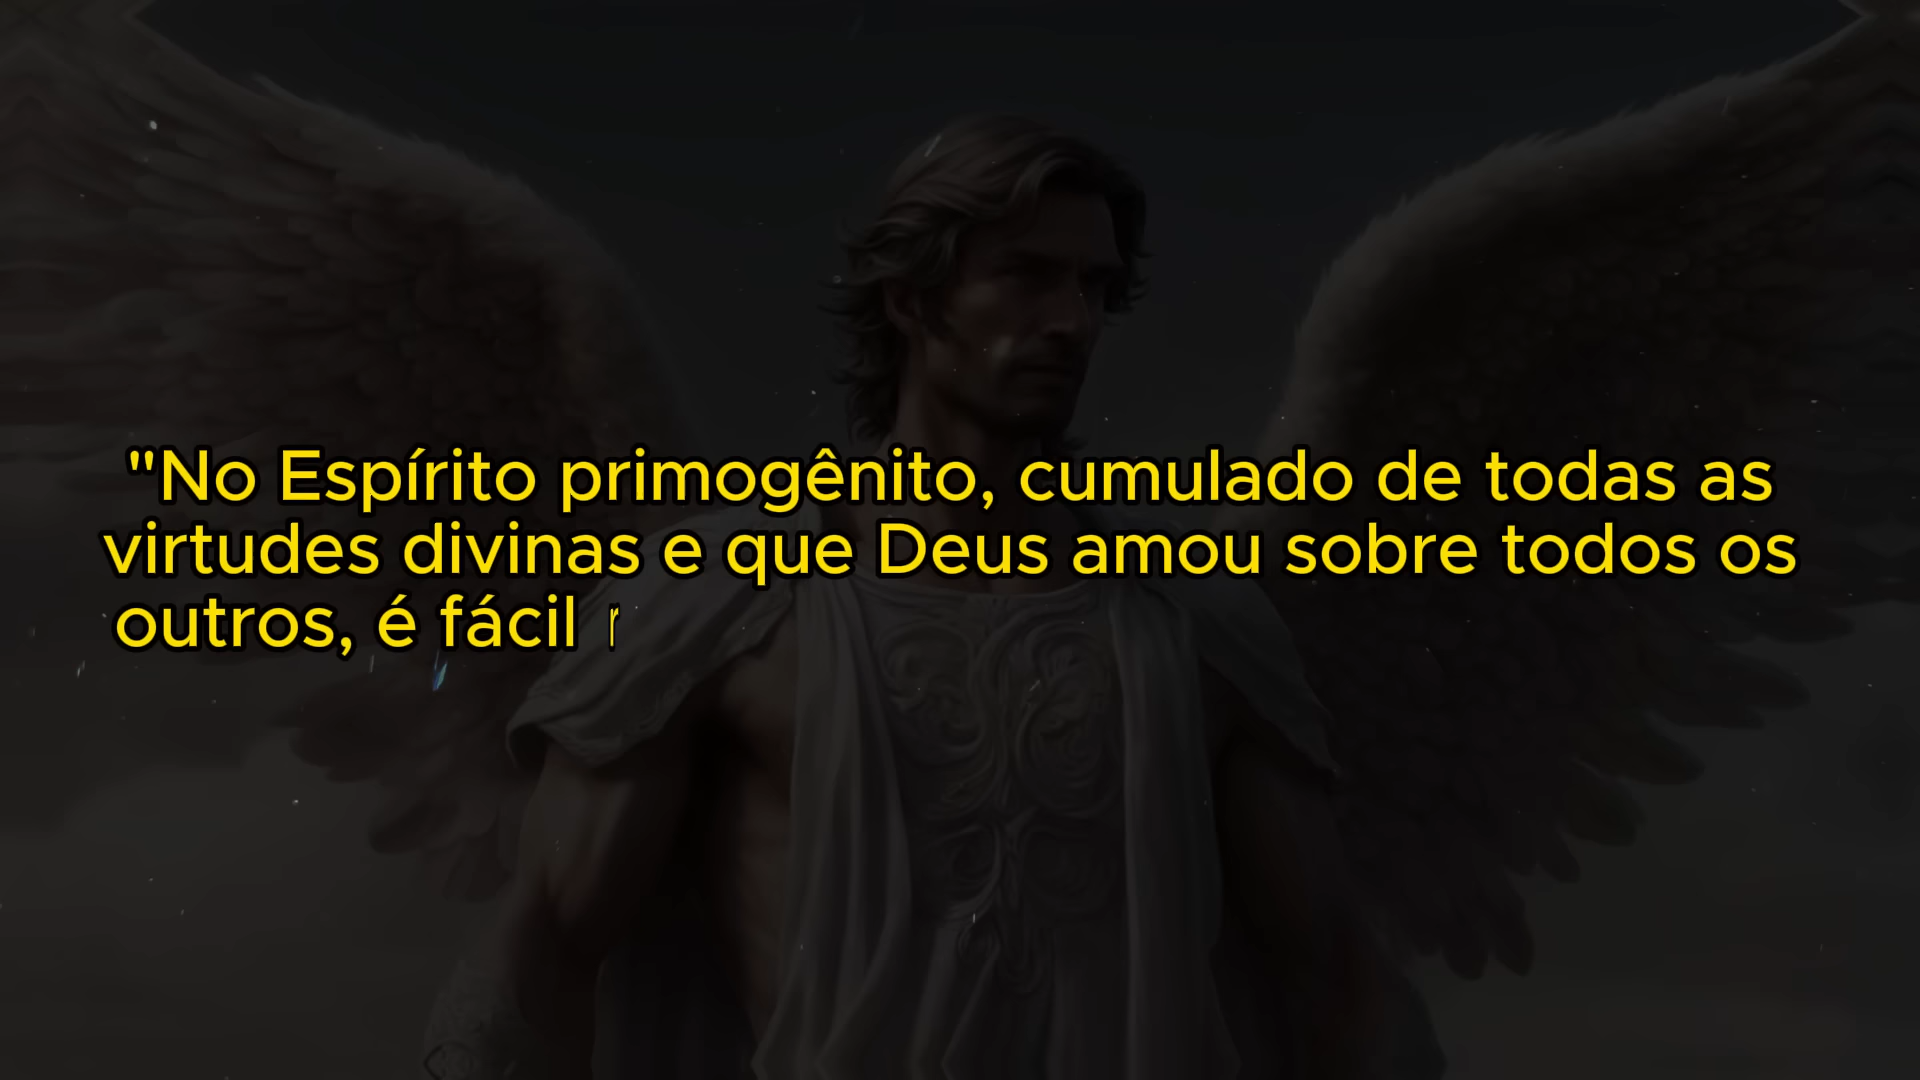 "No Espírito primogênito, cumulado de todas as
virtudes divinas e que Deus amou sobre todos os
outros, é fácil